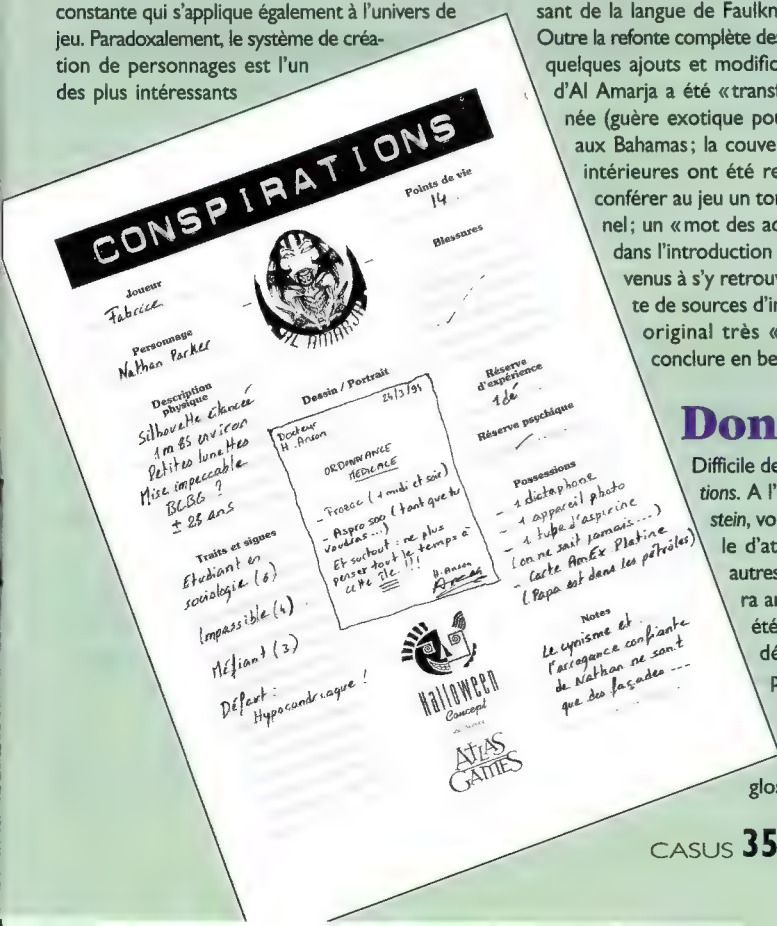 constante qui s'applique également à l'univers de
jeu. Paradoxalement, le système de créa-
tion de personnages est l'un
des plus intéressants
CONSPIRATIONS
AL AMARJA
Joueur
Fabrice
Personnage
Nathan Parker
Description
physique
Silhouette élancée
1m85 environ
Petites lunettes
Mise impeccable
BCBG ?
± 25 ans
Traits et signes
Etudiant en
sociologie (6)
Impassible (4)
Méfiant (3)
Défaut :
Hypocondriaque !
Points de vie
14
Blessures
Dessin / Portrait
24/3/94
Docteur
H. Anson
ORDONNANCE
MEDICALE
- Prozac (1 midi et soir)
- Aspro 500 (tant que tu
voudras...)
Et surtout : ne plus
penser tout le temps à
cette île !!!
H. Anson
Réserve
d'expérience
1 dé
Réserve psychique
Possessions
- 1 dictaphone
- 1 appareil photo
- 1 tube d'aspirine
(on ne sait jamais...)
- Carte AmEx Platine
(Papa est dans les pétroles)
Notes
Le cynisme et
l'arrogance confiante
de Nathan ne sont
que des façades ...
Halloween
Concept
ATLAS
GAMES
sant de la langue de Faulkn
Outre la refonte complète de
quelques ajouts et modific
d'Al Amarja a été «transf
née (guère exotique pou
aux Bahamas; la couve
intérieures ont été re
conférer au jeu un ton
nel; un «mot des ad
dans l'introduction
venus à s'y retrouv
te de sources d'in
original très «
conclure en be
Don
Difficile de
tions. A l'
stein, vo
le d'at
autres
ra a
été
dé
p
glos
CASUS 35